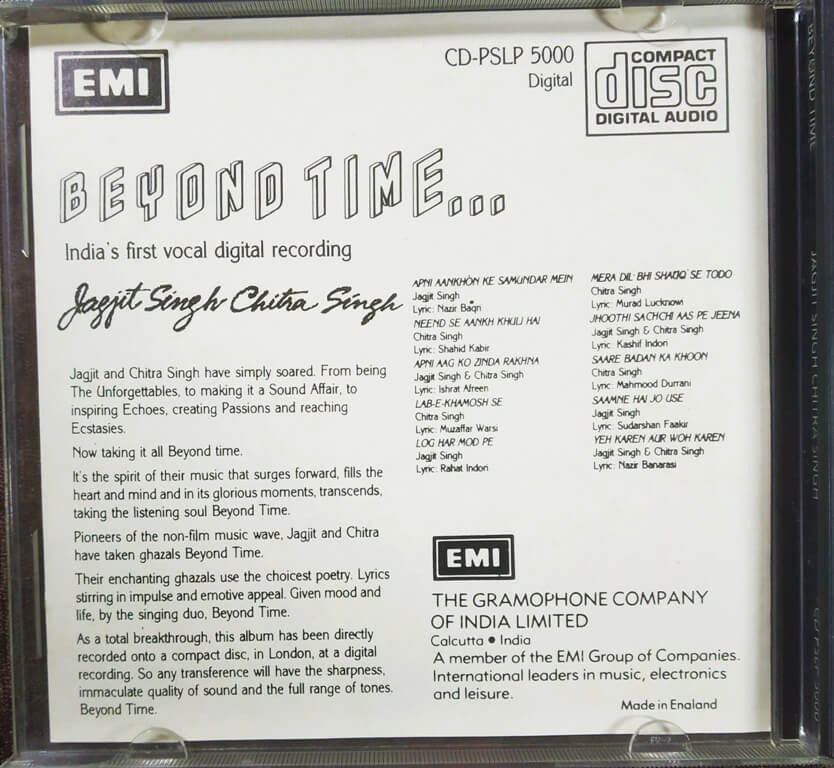 EMI
CD-PSLP 5000
Digital
COMPACT
disc
DIGITAL AUDIO
BEYOND TIME...
India's first vocal digital recording
Jagjit Singh Chitra Singh
Jagjit and Chitra Singh have simply soared. From being
The Unforgettables, to making it a Sound Affair, to
inspiring Echoes, creating Passions and reaching
Ecstasies.
Now taking it all Beyond time.
It's the spirit of their music that surges forward, fills the
heart and mind and in its glorious moments, transcends,
taking the listening soul Beyond Time.
Pioneers of the non-film music wave, Jagjit and Chitra
have taken ghazals Beyond Time.
Their enchanting ghazals use the choicest poetry. Lyrics
stirring in impulse and emotive appeal. Given mood and
life, by the singing duo, Beyond Time.
As a total breakthrough, this album has been directly
recorded onto a compact disc, in London, at a digital
recording. So any transference will have the sharpness,
immaculate quality of sound and the full range of tones.
Beyond Time.
APNI AANKHON KE SAMUNDAR MEIN
Jagjit Singh
Lyric: Nazir Baqri
NEEND SE AANKH KHULI HAI
Chitra Singh
Lyric: Shahid Kabir
APNI AAG KO ZINDA RAKHNA
Jagjit Singh & Chitra Singh
Lyric: Ishrat Afreen
LAB-E-KHAMOSH SE
Chitra Singh
Lyric: Muzaffar Warsi
LOG HAR MOD PE
Jagjit Singh
Lyric: Rahat Indori
MERA DIL BHI SHAUQ SE TODO
Chitra Singh
Lyric: Murad Lucknowi
JHOOTHI SACHCHI AAS PE JEENA
Jagjit Singh & Chitra Singh
Lyric: Kashif Indori
SAARE BADAN KA KHOON
Chitra Singh
Lyric: Mahmood Durrani
SAAMNE HAI JO USE
Jagjit Singh
Lyric: Sudarshan Faakir
YEH KAREN AUR WOH KAREN
Jagjit Singh & Chitra Singh
Lyric: Nazir Banarasi
EMI
THE GRAMOPHONE COMPANY
OF INDIA LIMITED
Calcutta • India
A member of the EMI Group of Companies.
International leaders in music, electronics
and leisure.
Made in England
BEYOND TIME
JAGJIT SINGH CHITRA SINGH
CD PSLP 5000